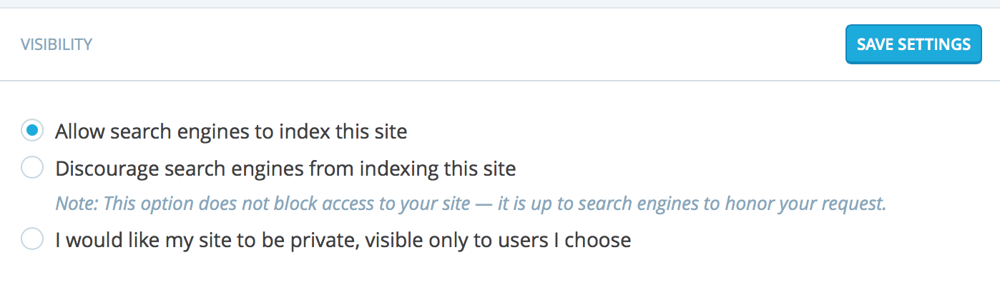 VISIBILITY
SAVE SETTINGS
Allow search engines to index this site
Discourage search engines from indexing this site
Note: This option does not block access to your site — it is up to search engines to honor your request.
I would like my site to be private, visible only to users I choose